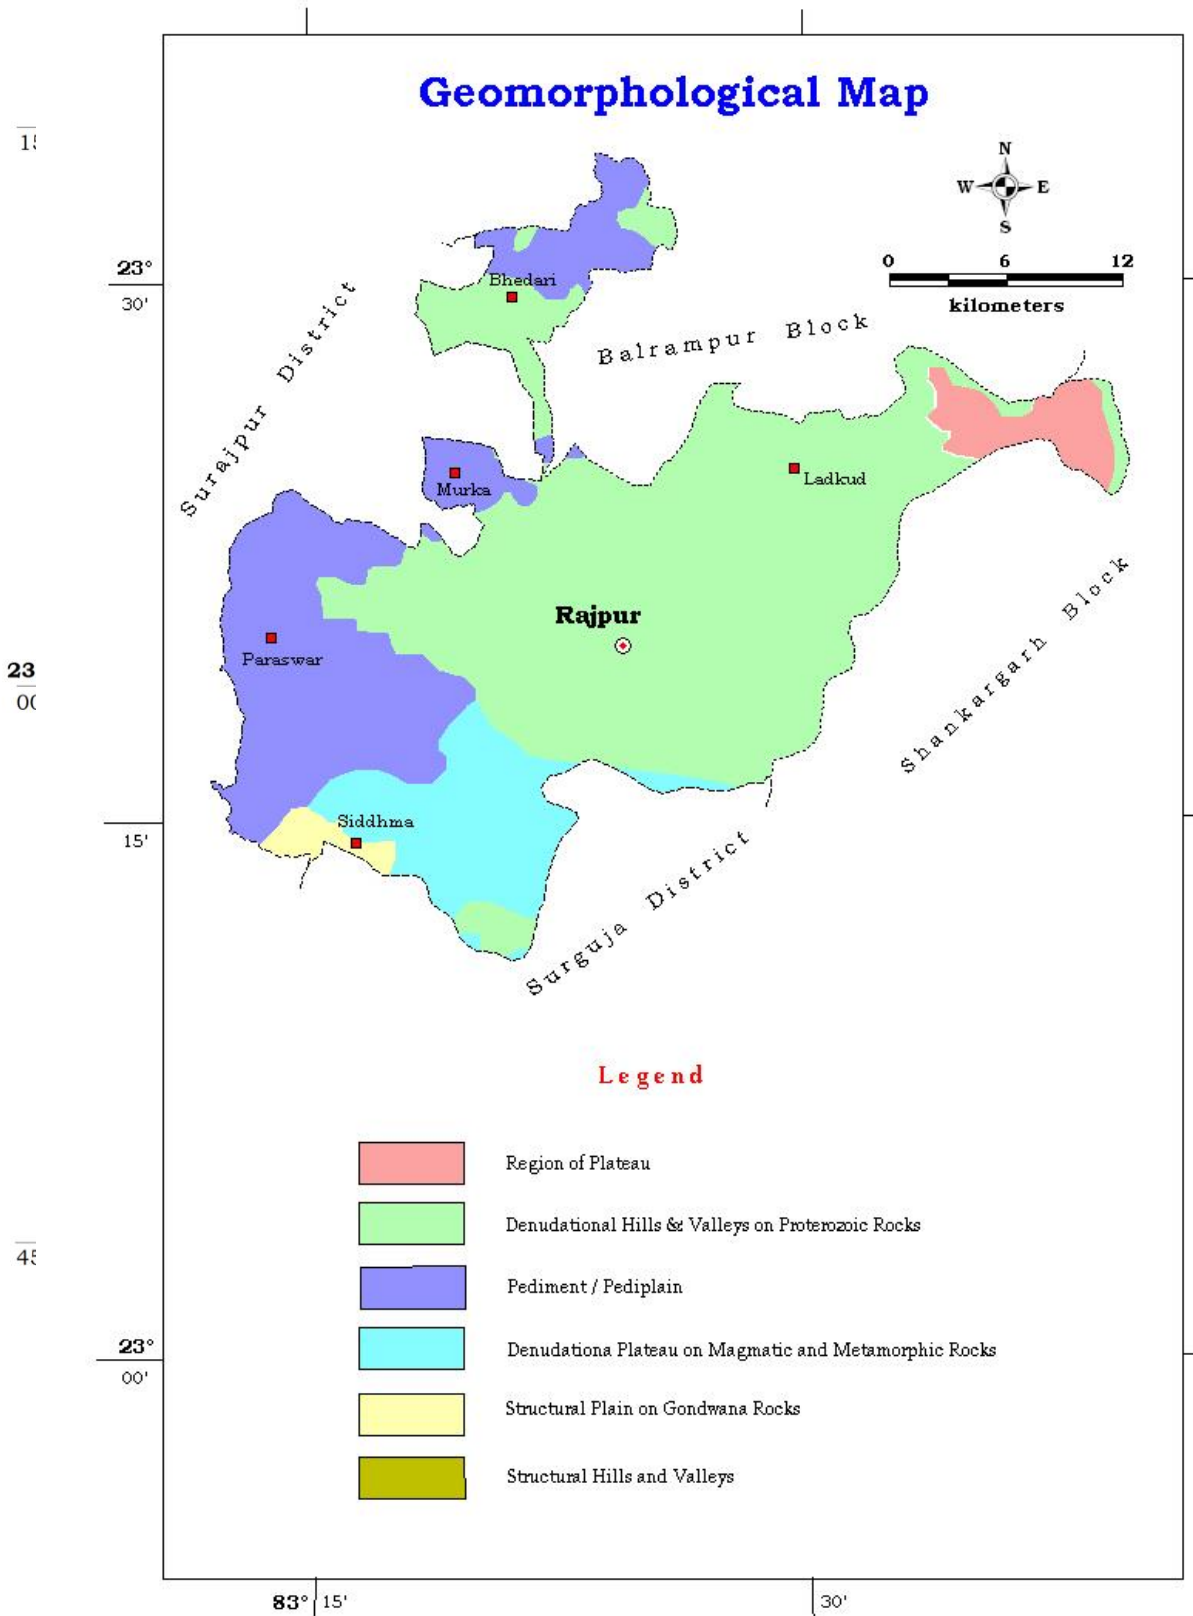 Geomorphological Map
N
W E
S
0 6 12
kilometers
23°
30'
Bhedari
Surajpur District
Balrampur Block
Murka
Ladkud
Rajpur
Paraswar
Shankargarh Block
23
Siddhma
15'
Surguja District
Legend
Region of Plateau
Denudational Hills & Valleys on Proterozoic Rocks
Pediment / Pediplain
Denudationa Plateau on Magmatic and Metamorphic Rocks
Structural Plain on Gondwana Rocks
Structural Hills and Valleys
23°
00'
83° 15' 30'